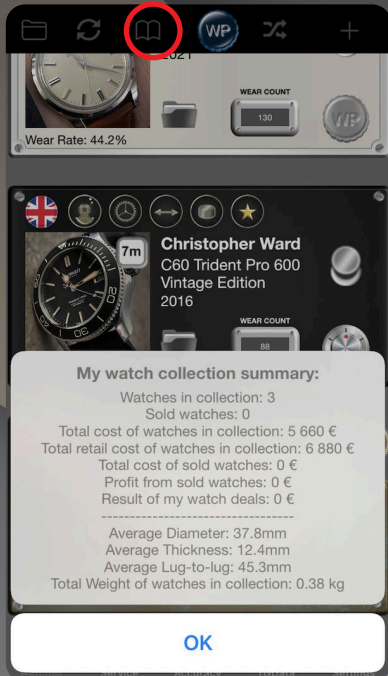 WP
2021
WEAR COUNT
130
WP
Wear Rate: 44.2%
7m
Christopher Ward
C60 Trident Pro 600
Vintage Edition
2016
WEAR COUNT
88
My watch collection summary:
Watches in collection: 3
Sold watches: 0
Total cost of watches in collection: 5 660 €
Total retail cost of watches in collection: 6 880 €
Total cost of sold watches: 0 €
Profit from sold watches: 0 €
Result of my watch deals: 0 €
----------------------------------
Average Diameter: 37.8mm
Average Thickness: 12.4mm
Average Lug-to-lug: 45.3mm
Total Weight of watches in collection: 0.38 kg
OK